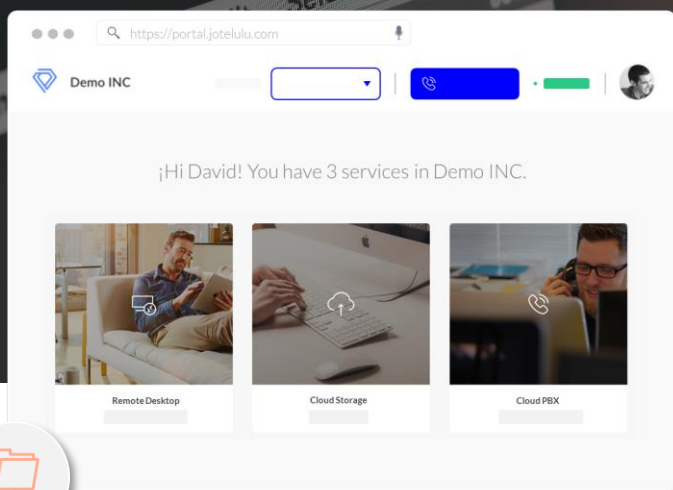 https://portal.jotelulu.com
Demo INC
¡Hi David! You have 3 services in Demo INC.
Remote Desktop
Cloud Storage
Cloud PBX